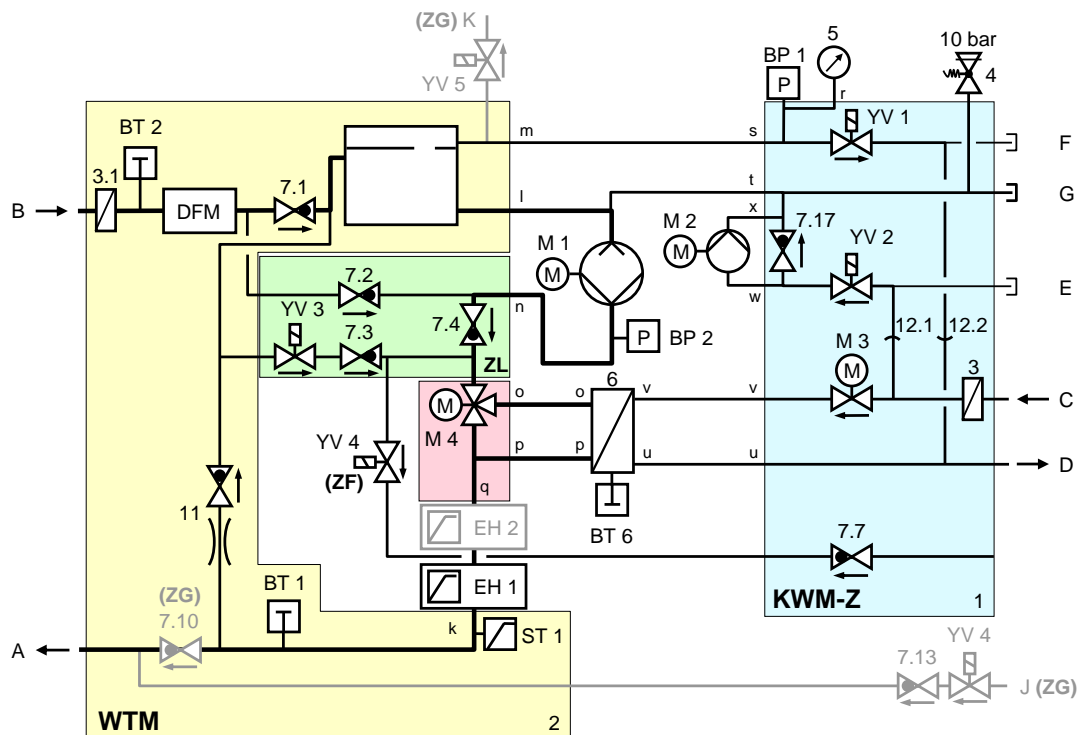 (ZG) K
YV 5
BP 1
P
5
r
10 bar
4
BT 2
m
s
YV 1
F
3.1
7.1
B
DFM
l
t
G
x
M 1
M
M 2
M
7.17
YV 2
7.2
n
w
E
YV 3
7.3
7.4
P
BP 2
12.1
12.2
ZL
M 3
M
6
3
M
M 4
o
o
v
v
C
YV 4
(ZF)
p
p
u
u
D
q
11
EH 2
BT 6
7.7
BT 1
EH 1
KWM-Z
1
(ZG)
7.10
k
ST 1
A
YV 4
7.13
J (ZG)
WTM
2